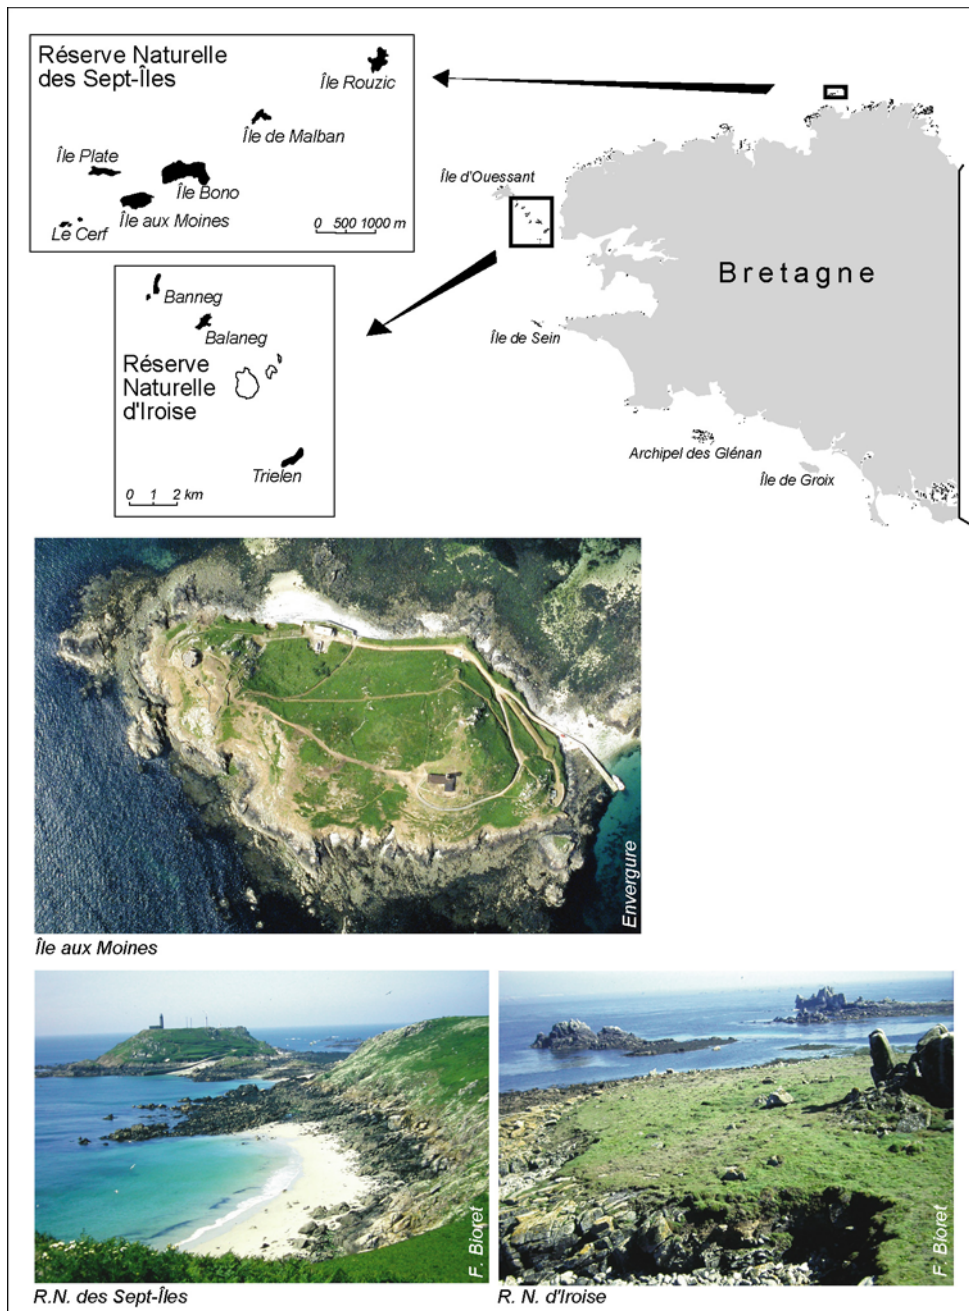 Réserve Naturelle
des Sept-Îles
Île Rouzic
Île de Malban
Île Plate
Île Bono
Île aux Moines
Le Cerf
0 500 1000 m
Île d'Ouessant
Bretagne
Île de Sein
Archipel des Glénan
Île de Groix
Banneg
Balaneg
Réserve
Naturelle
d'Iroise
Trielen
0 1 2 km
Envergure
Île aux Moines
F. Bioret
R.N. des Sept-Îles
F. Bioret
R. N. d'Iroise